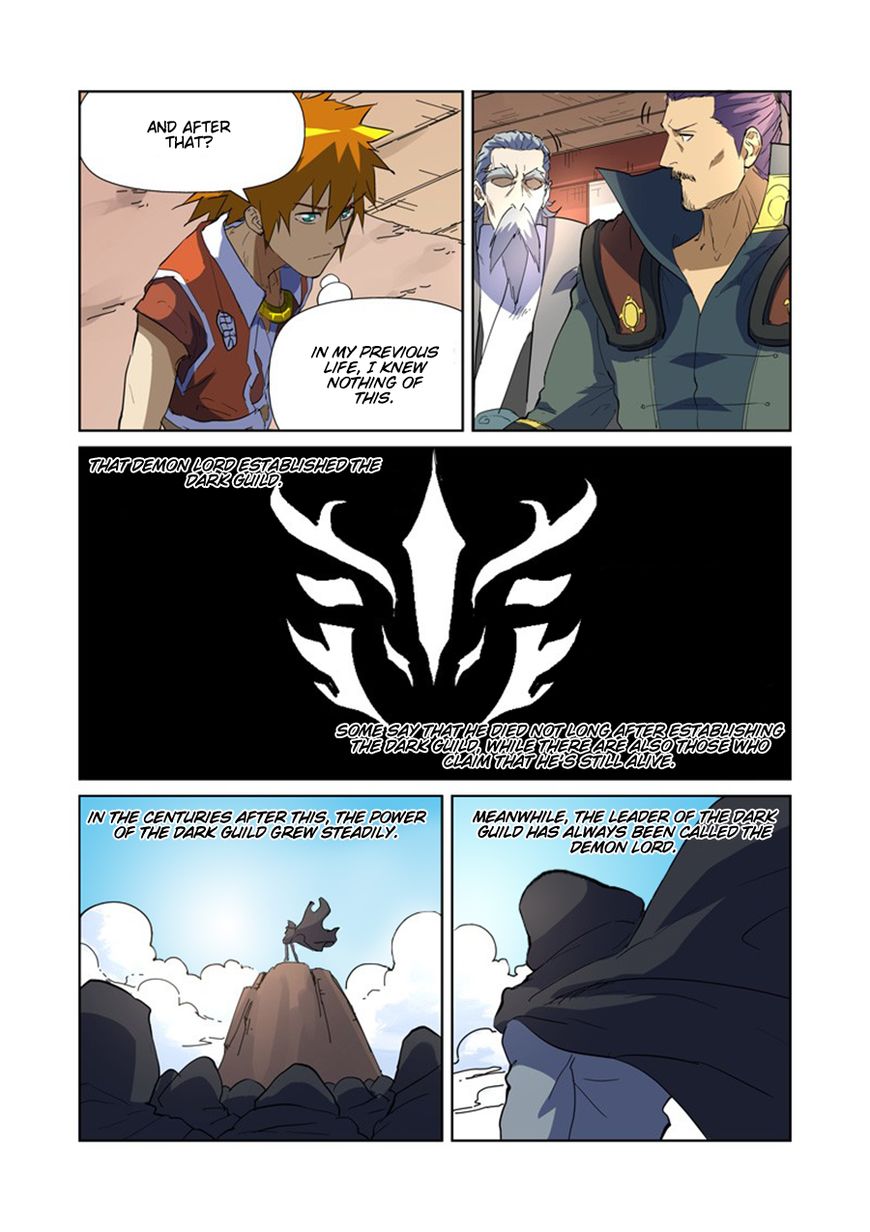 AND AFTER
THAT?
IN MY PREVIOUS
LIFE, I KNEW
NOTHING OF
THIS.
THAT DEMON LORD ESTABLISHED THE
DARK GUILD.
SOME SAY THAT HE DIED NOT LONG AFTER ESTABLISHING
THE DARK GUILD, WHILE THERE ARE ALSO THOSE WHO
CLAIM THAT HE'S STILL ALIVE.
IN THE CENTURIES AFTER THIS, THE POWER
OF THE DARK GUILD GREW STEADILY.
MEANWHILE, THE LEADER OF THE DARK
GUILD HAS ALWAYS BEEN CALLED THE
DEMON LORD.